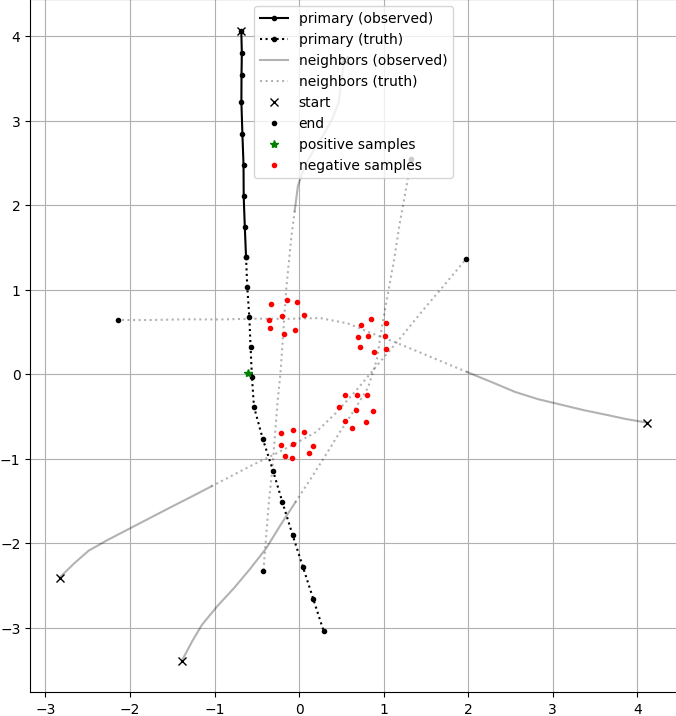 primary (observed)
primary (truth)
neighbors (observed)
neighbors (truth)
start
end
positive samples
negative samples
4
3
2
1
0
−1
−2
−3
−3 −2 −1 0 1 2 3 4